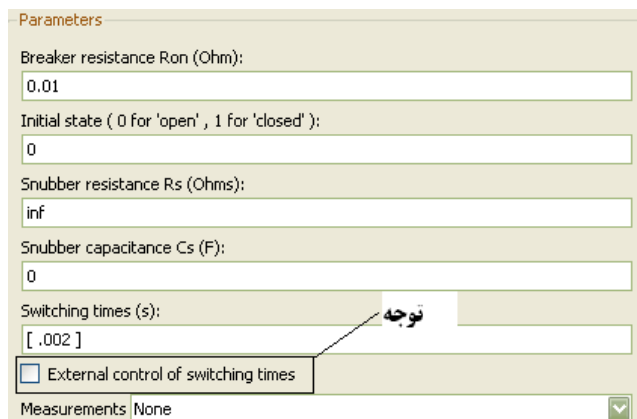 Parameters
Breaker resistance Ron (Ohm):
0.01
Initial state ( 0 for 'open' , 1 for 'closed' ):
0
Snubber resistance Rs (Ohms):
inf
Snubber capacitance Cs (F):
0
Switching times (s):
توجه
[ .002 ]
External control of switching times
Measurements None